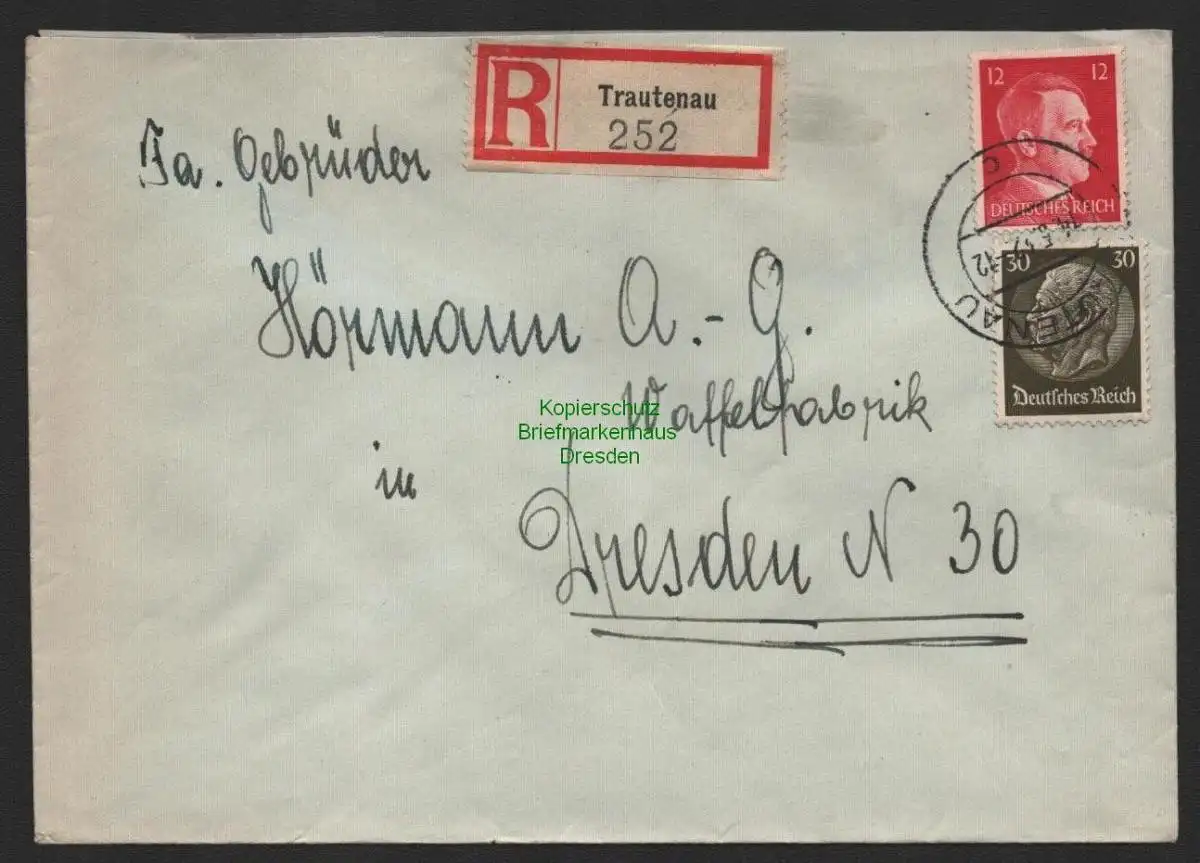 R
Trautenau
252
12 12
DEUTSCHES REICH
30 30
Deutsches Reich
Fa. Gebrüder
Hörmann A.-G.
Waffelfabrik
in
Dresden N 30
Kopierschutz
Briefmarkenhaus
Dresden